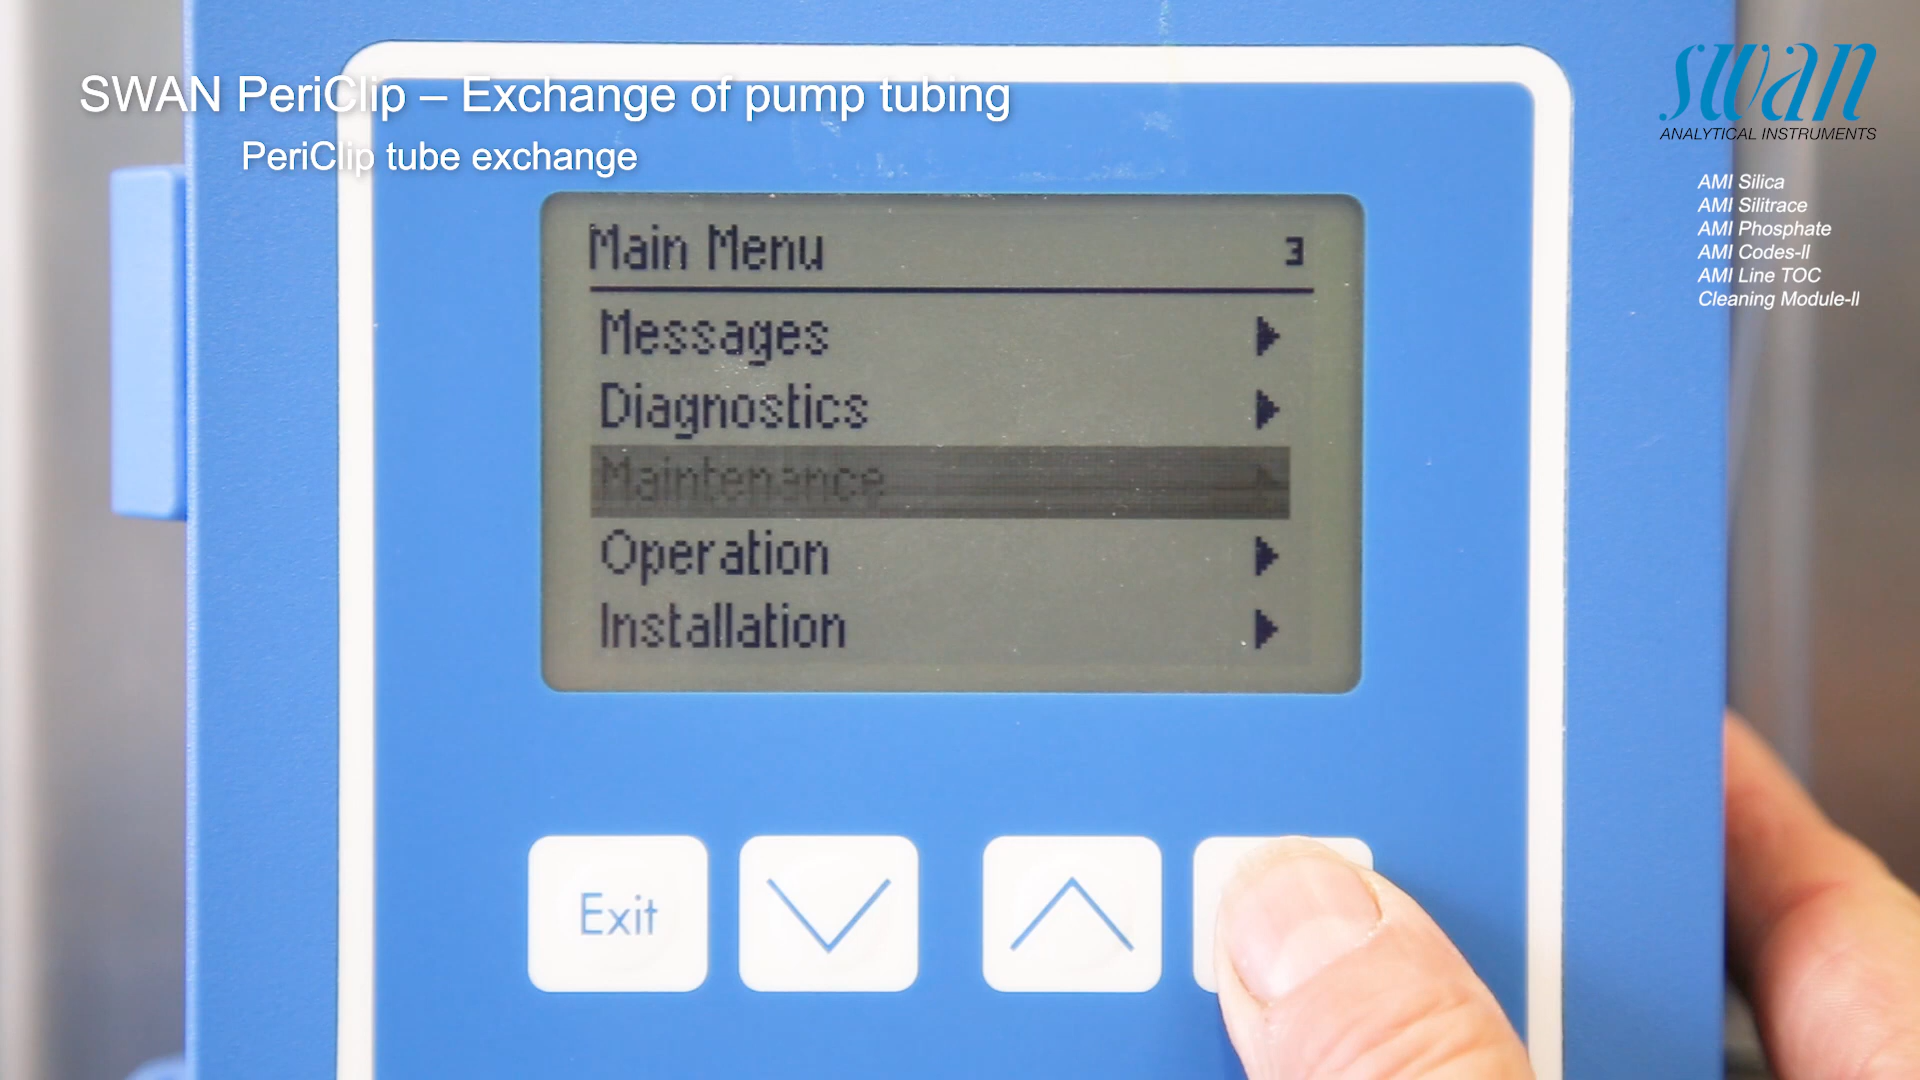 SWAN PeriClip – Exchange of pump tubing
PeriClip tube exchange
swan
ANALYTICAL INSTRUMENTS
AMI Silica
AMI Silitrace
AMI Phosphate
AMI Codes-II
AMI Line TOC
Cleaning Module-II
Main Menu 3
Messages
Diagnostics
Maintenance
Operation
Installation
Exit